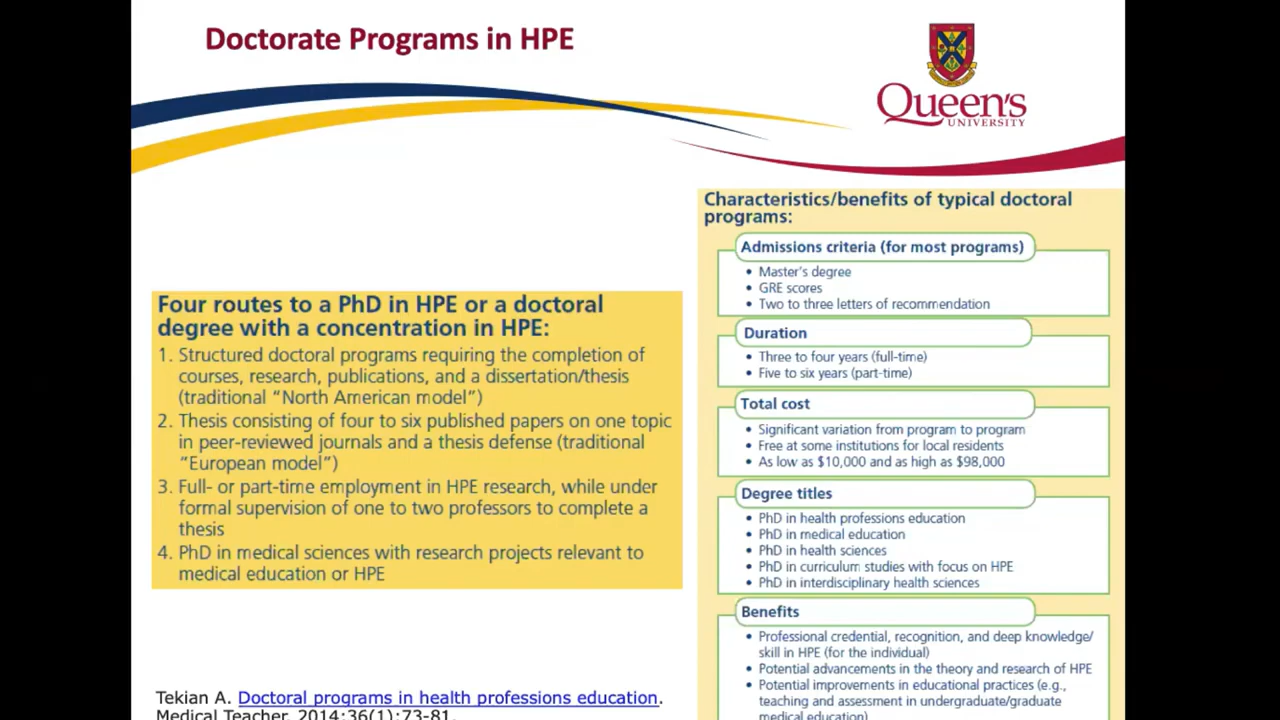 Doctorate Programs in HPE
Queen's
UNIVERSITY
Four routes to a PhD in HPE or a doctoral
degree with a concentration in HPE:
1. Structured doctoral programs requiring the completion of
courses, research, publications, and a dissertation/thesis
(traditional “North American model”)
2. Thesis consisting of four to six published papers on one topic
in peer-reviewed journals and a thesis defense (traditional
“European model”)
3. Full- or part-time employment in HPE research, while under
formal supervision of one to two professors to complete a
thesis
4. PhD in medical sciences with research projects relevant to
medical education or HPE
Tekian A. Doctoral programs in health professions education.
Medical Teacher. 2014;36(1):73-81.
Characteristics/benefits of typical doctoral
programs:
Admissions criteria (for most programs)
• Master's degree
• GRE scores
• Two to three letters of recommendation
Duration
• Three to four years (full-time)
• Five to six years (part-time)
Total cost
• Significant variation from program to program
• Free at some institutions for local residents
• As low as $10,000 and as high as $98,000
Degree titles
• PhD in health professions education
• PhD in medical education
• PhD in health sciences
• PhD in curriculum studies with focus on HPE
• PhD in interdisciplinary health sciences
Benefits
• Professional credential, recognition, and deep knowledge/
skill in HPE (for the individual)
• Potential advancements in the theory and research of HPE
• Potential improvements in educational practices (e.g.,
teaching and assessment in undergraduate/graduate
medical education)